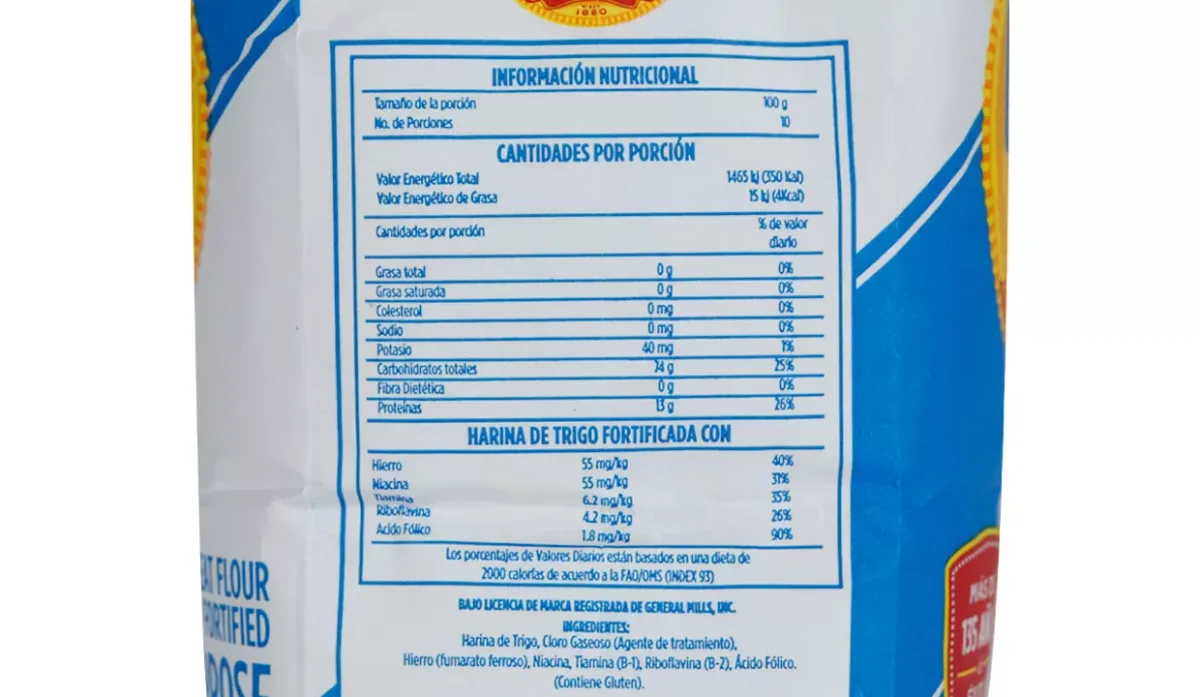 1880
INFORMACIÓN NUTRICIONAL
Tamaño de la porción 100 g
No. de Porciones 10
CANTIDADES POR PORCIÓN
Valor Energético Total 1465 kj (350 Kal)
Valor Energético de Grasa 15 kj (4Kcal)
Cantidades por porción % de valor
diario
Grasa total 0 g 0%
Grasa saturada 0 g 0%
Colesterol 0 mg 0%
Sodio 0 mg 0%
Potasio 40 mg 1%
Carbohidratos totales 74 g 25%
Fibra Dietética 0 g 0%
Proteínas 13 g 26%
HARINA DE TRIGO FORTIFICADA CON
Hierro 55 mg/kg 40%
Niacina 55 mg/kg 31%
Tiamina 6.2 mg/kg 35%
Riboflavina 4.2 mg/kg 26%
Acido Fólico 1.8 mg/kg 90%
Los porcentajes de Valores Diarios están basados en una dieta de
2000 calorías de acuerdo a la FAO/OMS (INDEX 93)
BAJO LICENCIA DE MARCA REGISTRADA DE GENERAL MILLS, INC.
INGREDIENTES:
Harina de Trigo, Cloro Gaseoso (Agente de tratamiento),
Hierro (fumarato ferroso), Niacina, Tiamina (B-1), Riboflavina (B-2), Ácido Fólico.
(Contiene Gluten).
FLOUR
MÁS
135